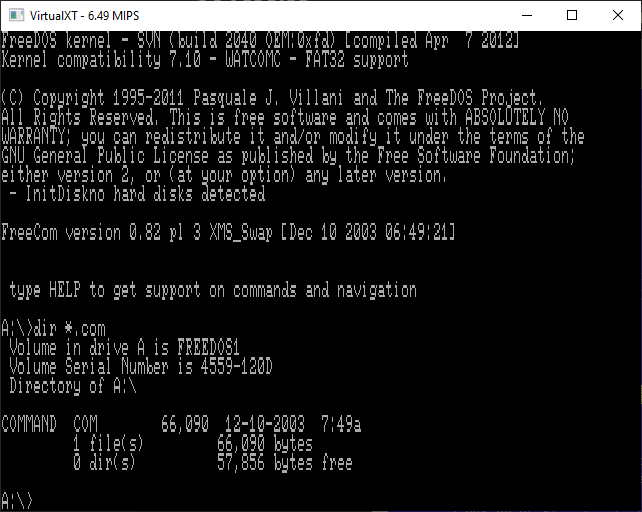 VirtualXT - 6.49 MIPS
FreeDOS kernel - SVN (build 2040 OEM:0xfd) [compiled Apr  7 2012]
Kernel compatibility 7.10 - WATCOMC - FAT32 support
(C) Copyright 1995-2011 Pasquale J. Villani and The FreeDOS Project.
All Rights Reserved. This is free software and comes with ABSOLUTELY NO
WARRANTY; you can redistribute it and/or modify it under the terms of the
GNU General Public License as published by the Free Software Foundation;
either version 2, or (at your option) any later version.
 - InitDiskno hard disks detected
FreeCom version 0.82 pl 3 XMS_Swap [Dec 10 2003 06:49:21]
 type HELP to get support on commands and navigation
A:\>dir *.com
 Volume in drive A is FREEDOS1
 Volume Serial Number is 4559-120D
 Directory of A:\
COMMAND  COM        66,090  12-10-2003  7:49a
         1 file(s)         66,090 bytes
         0 dir(s)          57,856 bytes free
A:\>